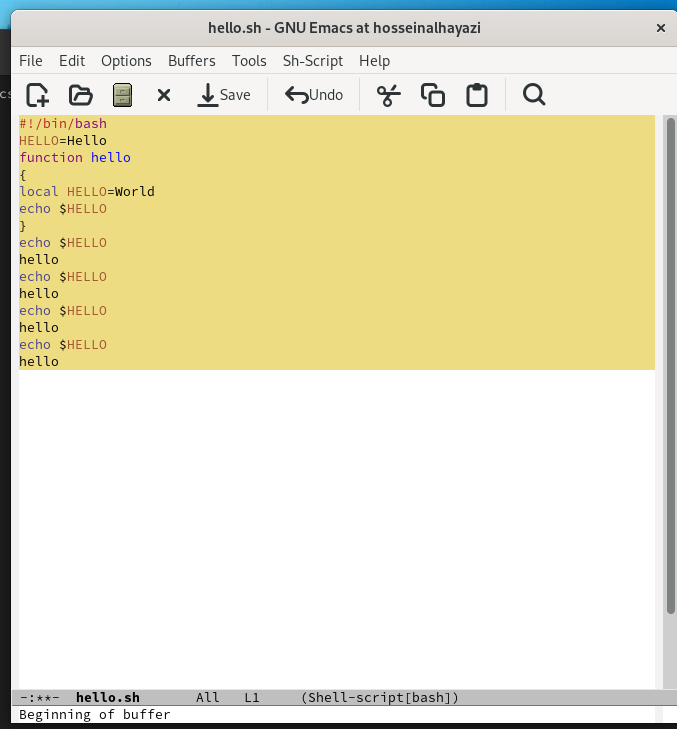 hello.sh - GNU Emacs at hosseinalhayazi
File Edit Options Buffers Tools Sh-Script Help
Save Undo
#!/bin/bash
HELLO=Hello
function hello
{
local HELLO=World
echo $HELLO
}
echo $HELLO
hello
echo $HELLO
hello
echo $HELLO
hello
echo $HELLO
hello
-:**- hello.sh All L1 (Shell-script[bash])
Beginning of buffer